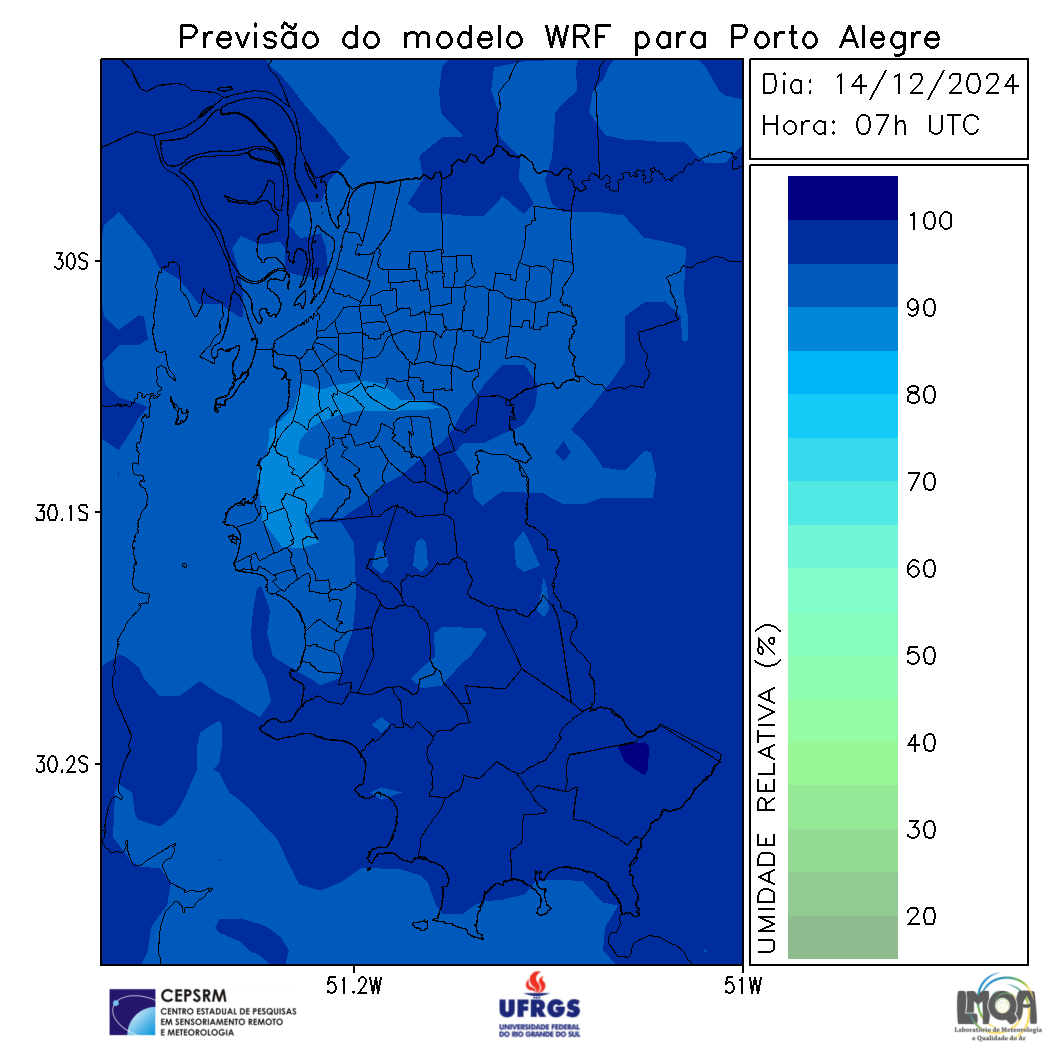 Previsão do modelo WRF para Porto Alegre
Dia: 14/12/2024
Hora: 07h UTC
30S
30.1S
30.2S
51.2W
51W
100
90
80
70
60
50
40
30
20
UMIDADE RELATIVA (%)
CEPSRM
CENTRO ESTADUAL DE PESQUISAS
EM SENSORIAMENTO REMOTO
E METEOROLOGIA
UFRGS
UNIVERSIDADE FEDERAL
DO RIO GRANDE DO SUL
LMQA
Laboratório de Meteorologia
e Qualidade do Ar